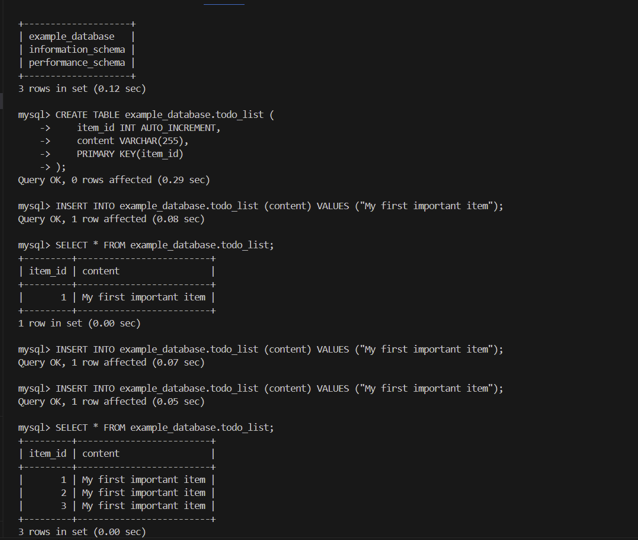 +--------------------+
| example_database   |
| information_schema |
| performance_schema |
+--------------------+
3 rows in set (0.12 sec)

mysql> CREATE TABLE example_database.todo_list (
    ->     item_id INT AUTO_INCREMENT,
    ->     content VARCHAR(255),
    ->     PRIMARY KEY(item_id)
    -> );
Query OK, 0 rows affected (0.29 sec)

mysql> INSERT INTO example_database.todo_list (content) VALUES ("My first important item");
Query OK, 1 row affected (0.08 sec)

mysql> SELECT * FROM example_database.todo_list;
+---------+-------------------------+
| item_id | content                 |
+---------+-------------------------+
|       1 | My first important item |
+---------+-------------------------+
1 row in set (0.00 sec)

mysql> INSERT INTO example_database.todo_list (content) VALUES ("My first important item");
Query OK, 1 row affected (0.07 sec)

mysql> INSERT INTO example_database.todo_list (content) VALUES ("My first important item");
Query OK, 1 row affected (0.05 sec)

mysql> SELECT * FROM example_database.todo_list;
+---------+-------------------------+
| item_id | content                 |
+---------+-------------------------+
|       1 | My first important item |
|       2 | My first important item |
|       3 | My first important item |
+---------+-------------------------+
3 rows in set (0.00 sec)